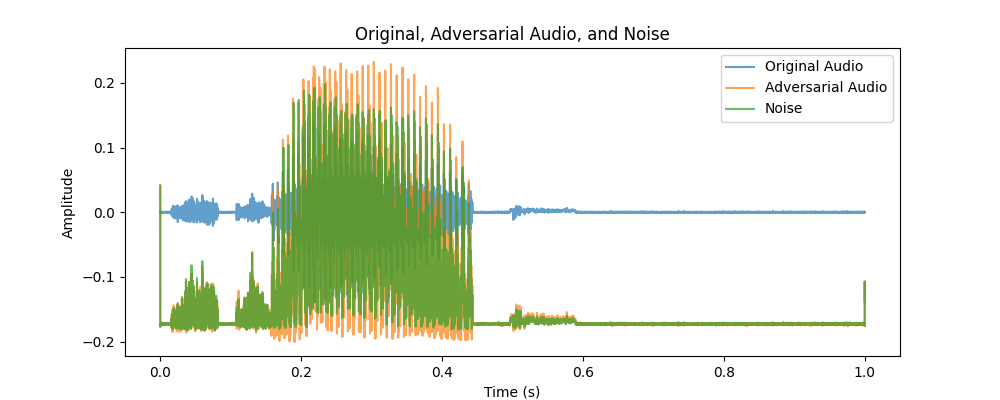 Original, Adversarial Audio, and Noise
Original Audio
Adversarial Audio
Noise
Amplitude
0.2
0.1
0.0
−0.1
−0.2
0.0
0.2
0.4
0.6
0.8
1.0
Time (s)